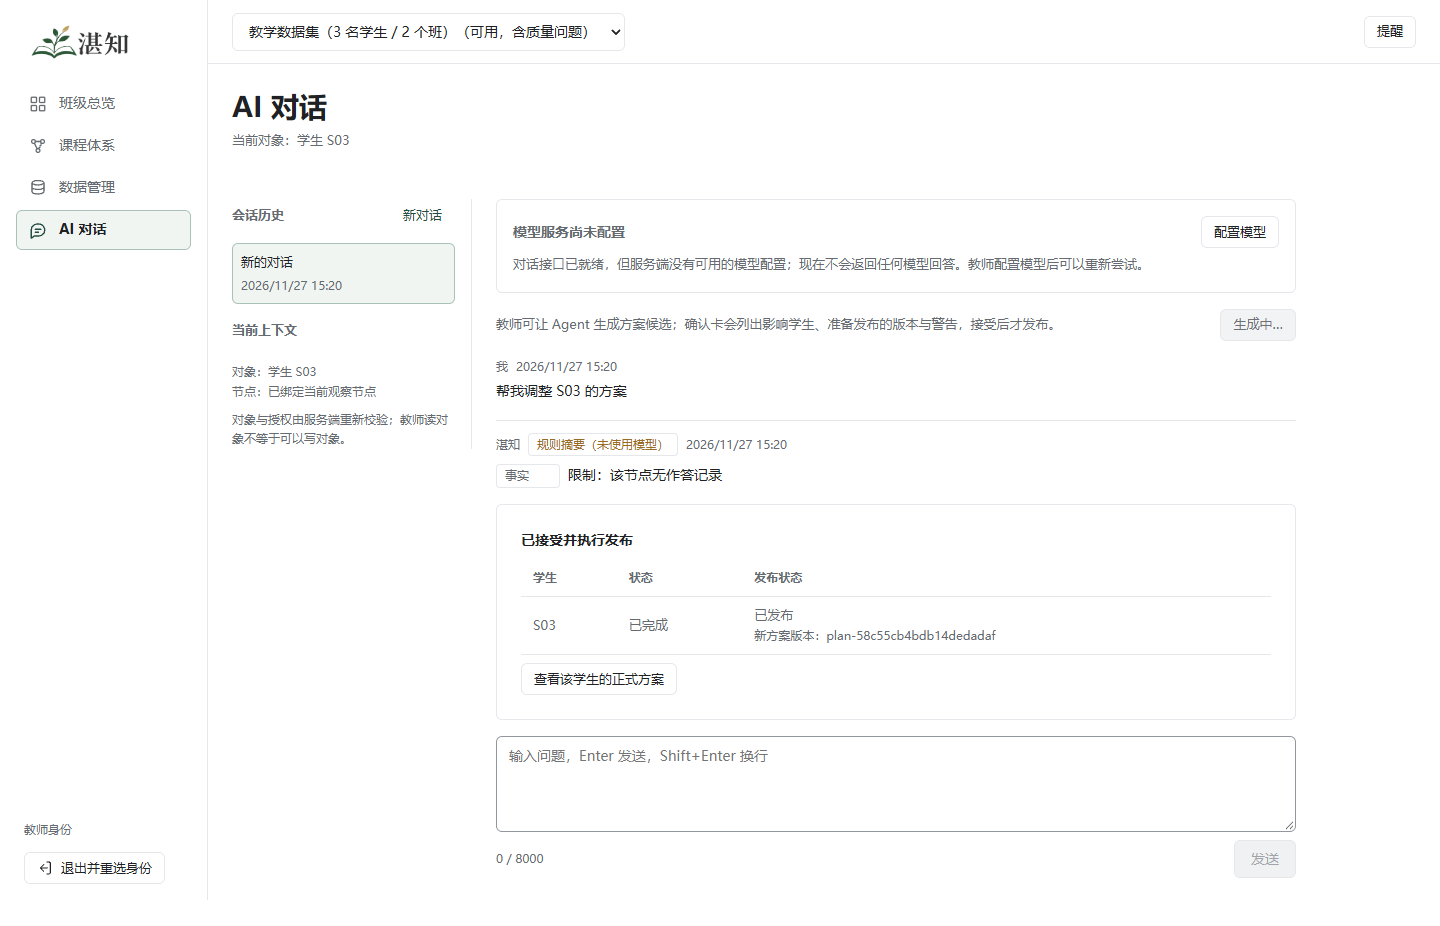 湛知
教学数据集（3 名学生 / 2 个班）（可用，含质量问题）
提醒
班级总览
课程体系
数据管理
AI 对话
教师身份
退出并重选身份
AI 对话
当前对象：学生 S03
会话历史
新对话
新的对话
2026/11/27 15:20
当前上下文
对象：学生 S03
节点：已绑定当前观察节点
对象与授权由服务端重新校验；教师读对
象不等于可以写对象。
模型服务尚未配置
配置模型
对话接口已就绪，但服务端没有可用的模型配置；现在不会返回任何模型回答。教师配置模型后可以重新尝试。
教师可让 Agent 生成方案候选；确认卡会列出影响学生、准备发布的版本与警告，接受后才发布。
生成中...
我 2026/11/27 15:20
帮我调整 S03 的方案
湛知 规则摘要（未使用模型） 2026/11/27 15:20
事实 限制：该节点无作答记录
已接受并执行发布
学生 状态 发布状态
S03 已完成 已发布
新方案版本：plan-58c55cb4bdb14dedadaf
查看该学生的正式方案
输入问题，Enter 发送，Shift+Enter 换行
0 / 8000
发送